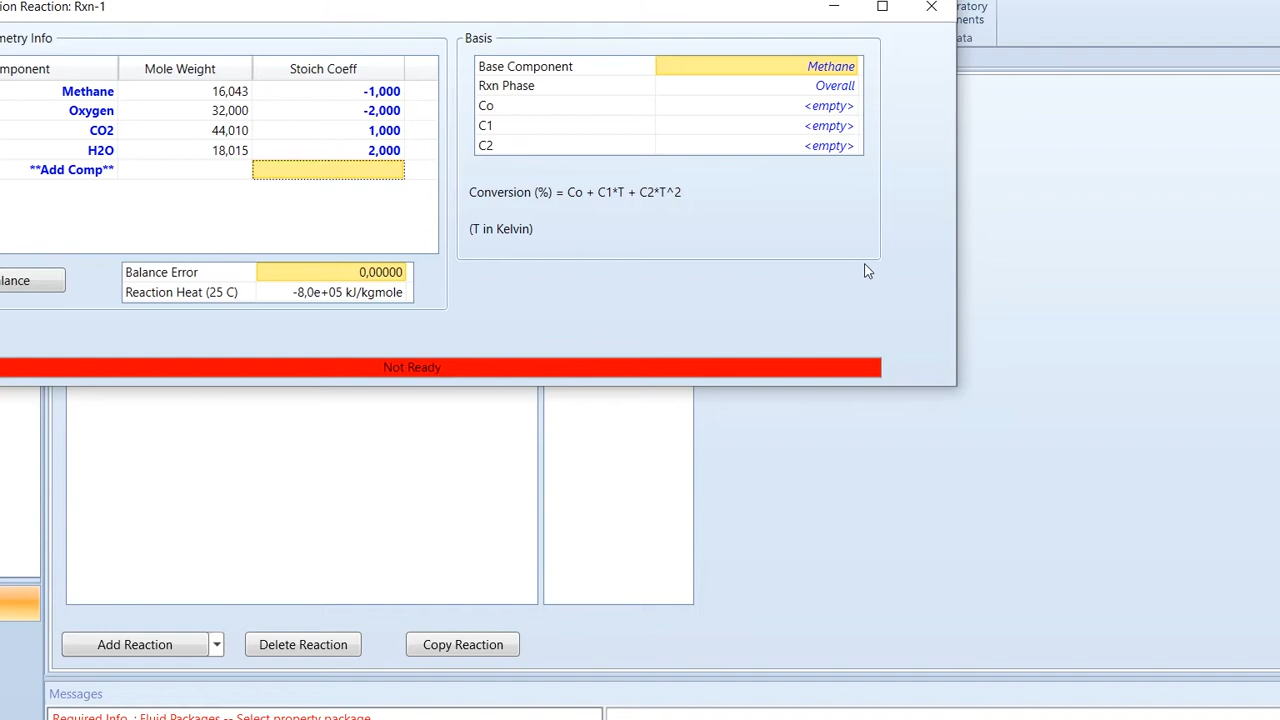 ion Reaction: Rxn-1
ratory
nents
ata
metry Info
Basis
mponent Mole Weight Stoich Coeff
Methane 16,043 -1,000
Oxygen 32,000 -2,000
CO2 44,010 1,000
H2O 18,015 2,000
**Add Comp**
Base Component Methane
Rxn Phase Overall
Co <empty>
C1 <empty>
C2 <empty>
Conversion (%) = Co + C1*T + C2*T^2
(T in Kelvin)
lance
Balance Error 0,00000
Reaction Heat (25 C) -8,0e+05 kJ/kgmole
Not Ready
Add Reaction Delete Reaction Copy Reaction
Messages
Required Info. : Fluid Packages -- Select property package